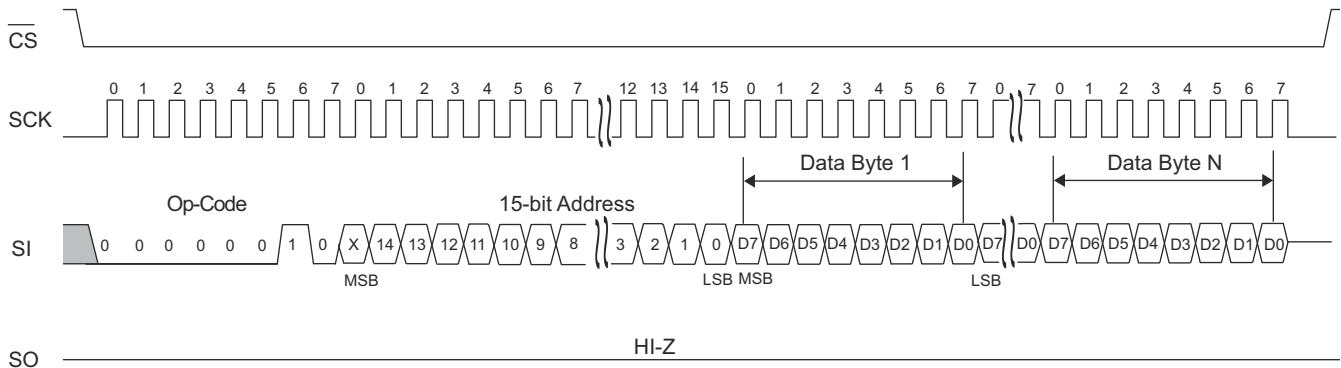 CS
0 1 2 3 4 5 6 7 0 1 2 3 4 5 6 7 12 13 14 15 0 1 2 3 4 5 6 7 0 7 0 1 2 3 4 5 6 7
SCK
Data Byte 1 Data Byte N
Op-Code 15-bit Address
SI 0 0 0 0 0 0 1 0 X 14 13 12 11 10 9 8 3 2 1 0 D7 D6 D5 D4 D3 D2 D1 D0 D7 D0 D7 D6 D5 D4 D3 D2 D1 D0
MSB LSB MSB LSB
HI-Z
SO